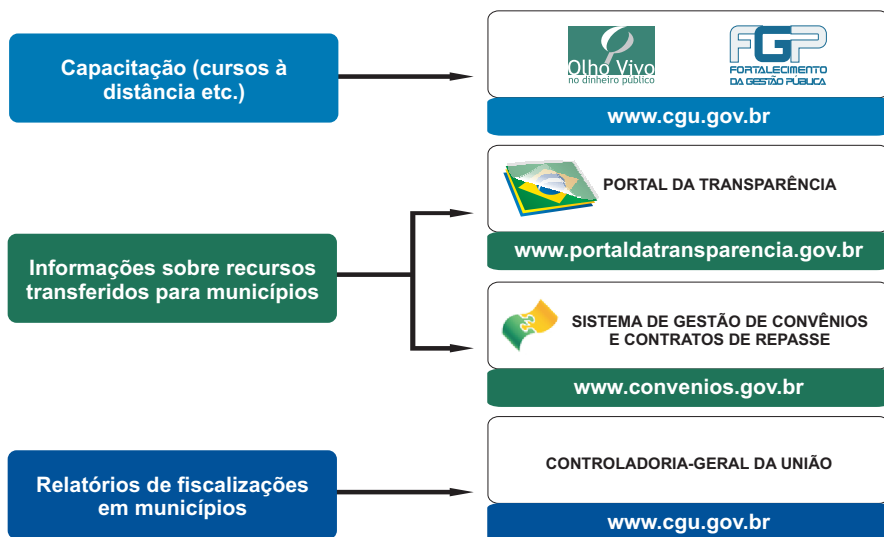 Capacitação (cursos à
distância etc.)
Olho Vivo
no dinheiro público
FGP
FORTALECIMENTO
DA GESTÃO PÚBLICA
www.cgu.gov.br
Informações sobre recursos
transferidos para municípios
PORTAL DA TRANSPARÊNCIA
www.portaldatransparencia.gov.br
SISTEMA DE GESTÃO DE CONVÊNIOS
E CONTRATOS DE REPASSE
www.convenios.gov.br
Relatórios de fiscalizações
em municípios
CONTROLADORIA-GERAL DA UNIÃO
www.cgu.gov.br